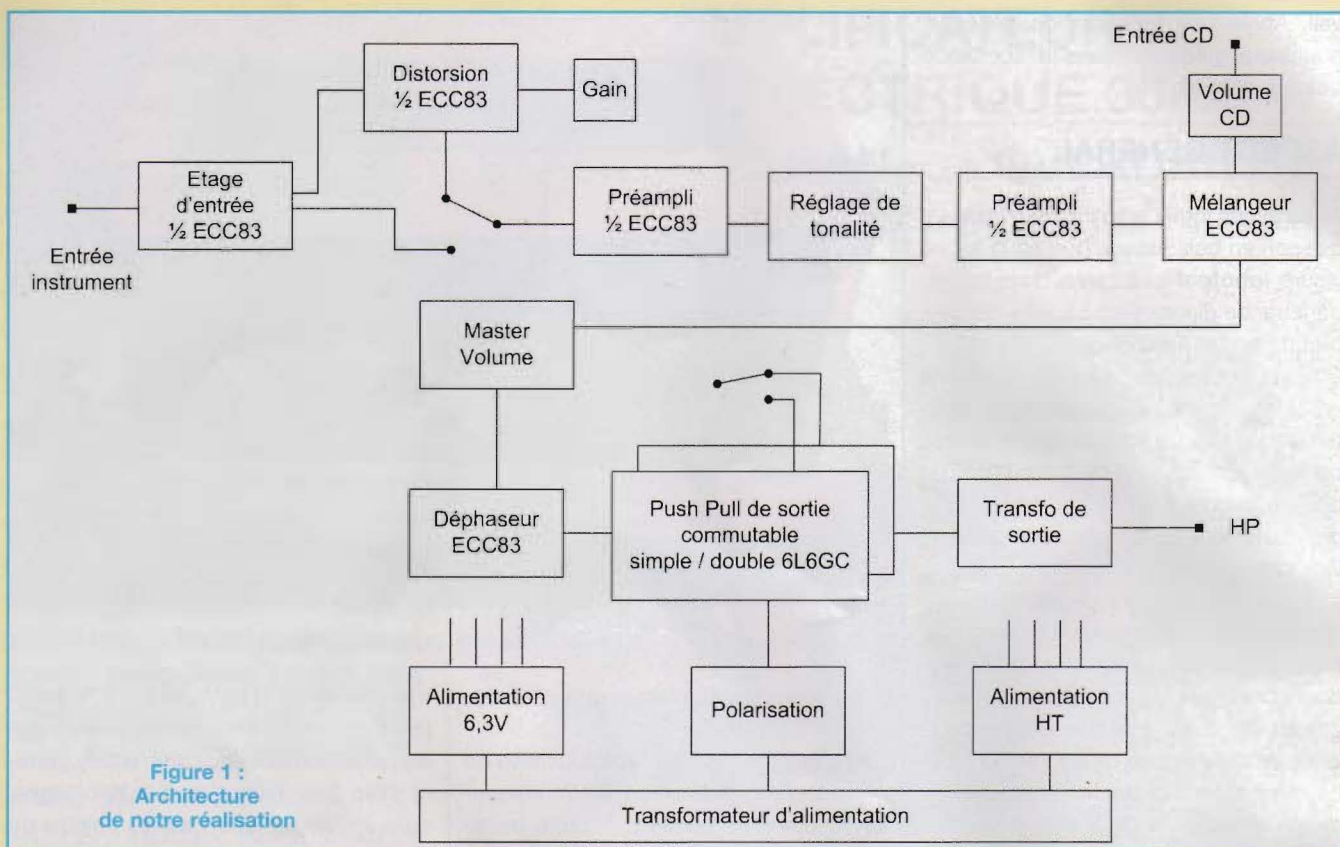 Entrée CD
Distorsion
½ ECC83
Gain
Volume
CD
Etage
d'entrée
½ ECC83
Préampli
½ ECC83
Réglage de
tonalité
Préampli
½ ECC83
Mélangeur
ECC83
Entrée
instrument
Master
Volume
Déphaseur
ECC83
Push Pull de sortie
commutable
simple / double 6L6GC
Transfo de
sortie
HP
Alimentation
6,3V
Polarisation
Alimentation
HT
Figure 1 :
Architecture
de notre réalisation
Transformateur d'alimentation